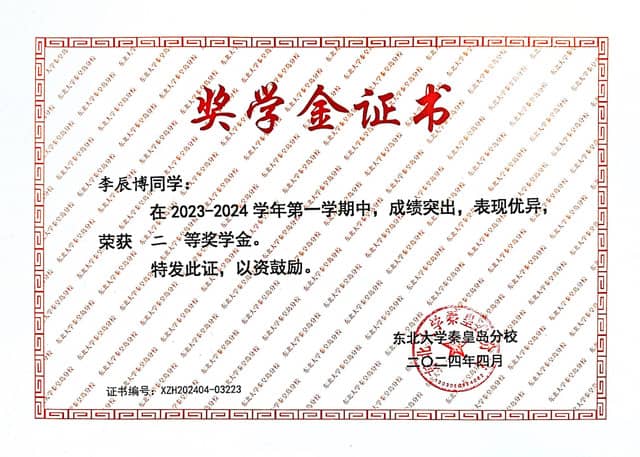 奖学金证书
李辰博同学：
在 2023-2024 学年第一学期中，成绩突出，表现优异，
荣获 二 等奖学金。
特发此证，以资鼓励。
东北大学秦皇岛分校
二〇二四年四月
证书编号：XZH202404-03223